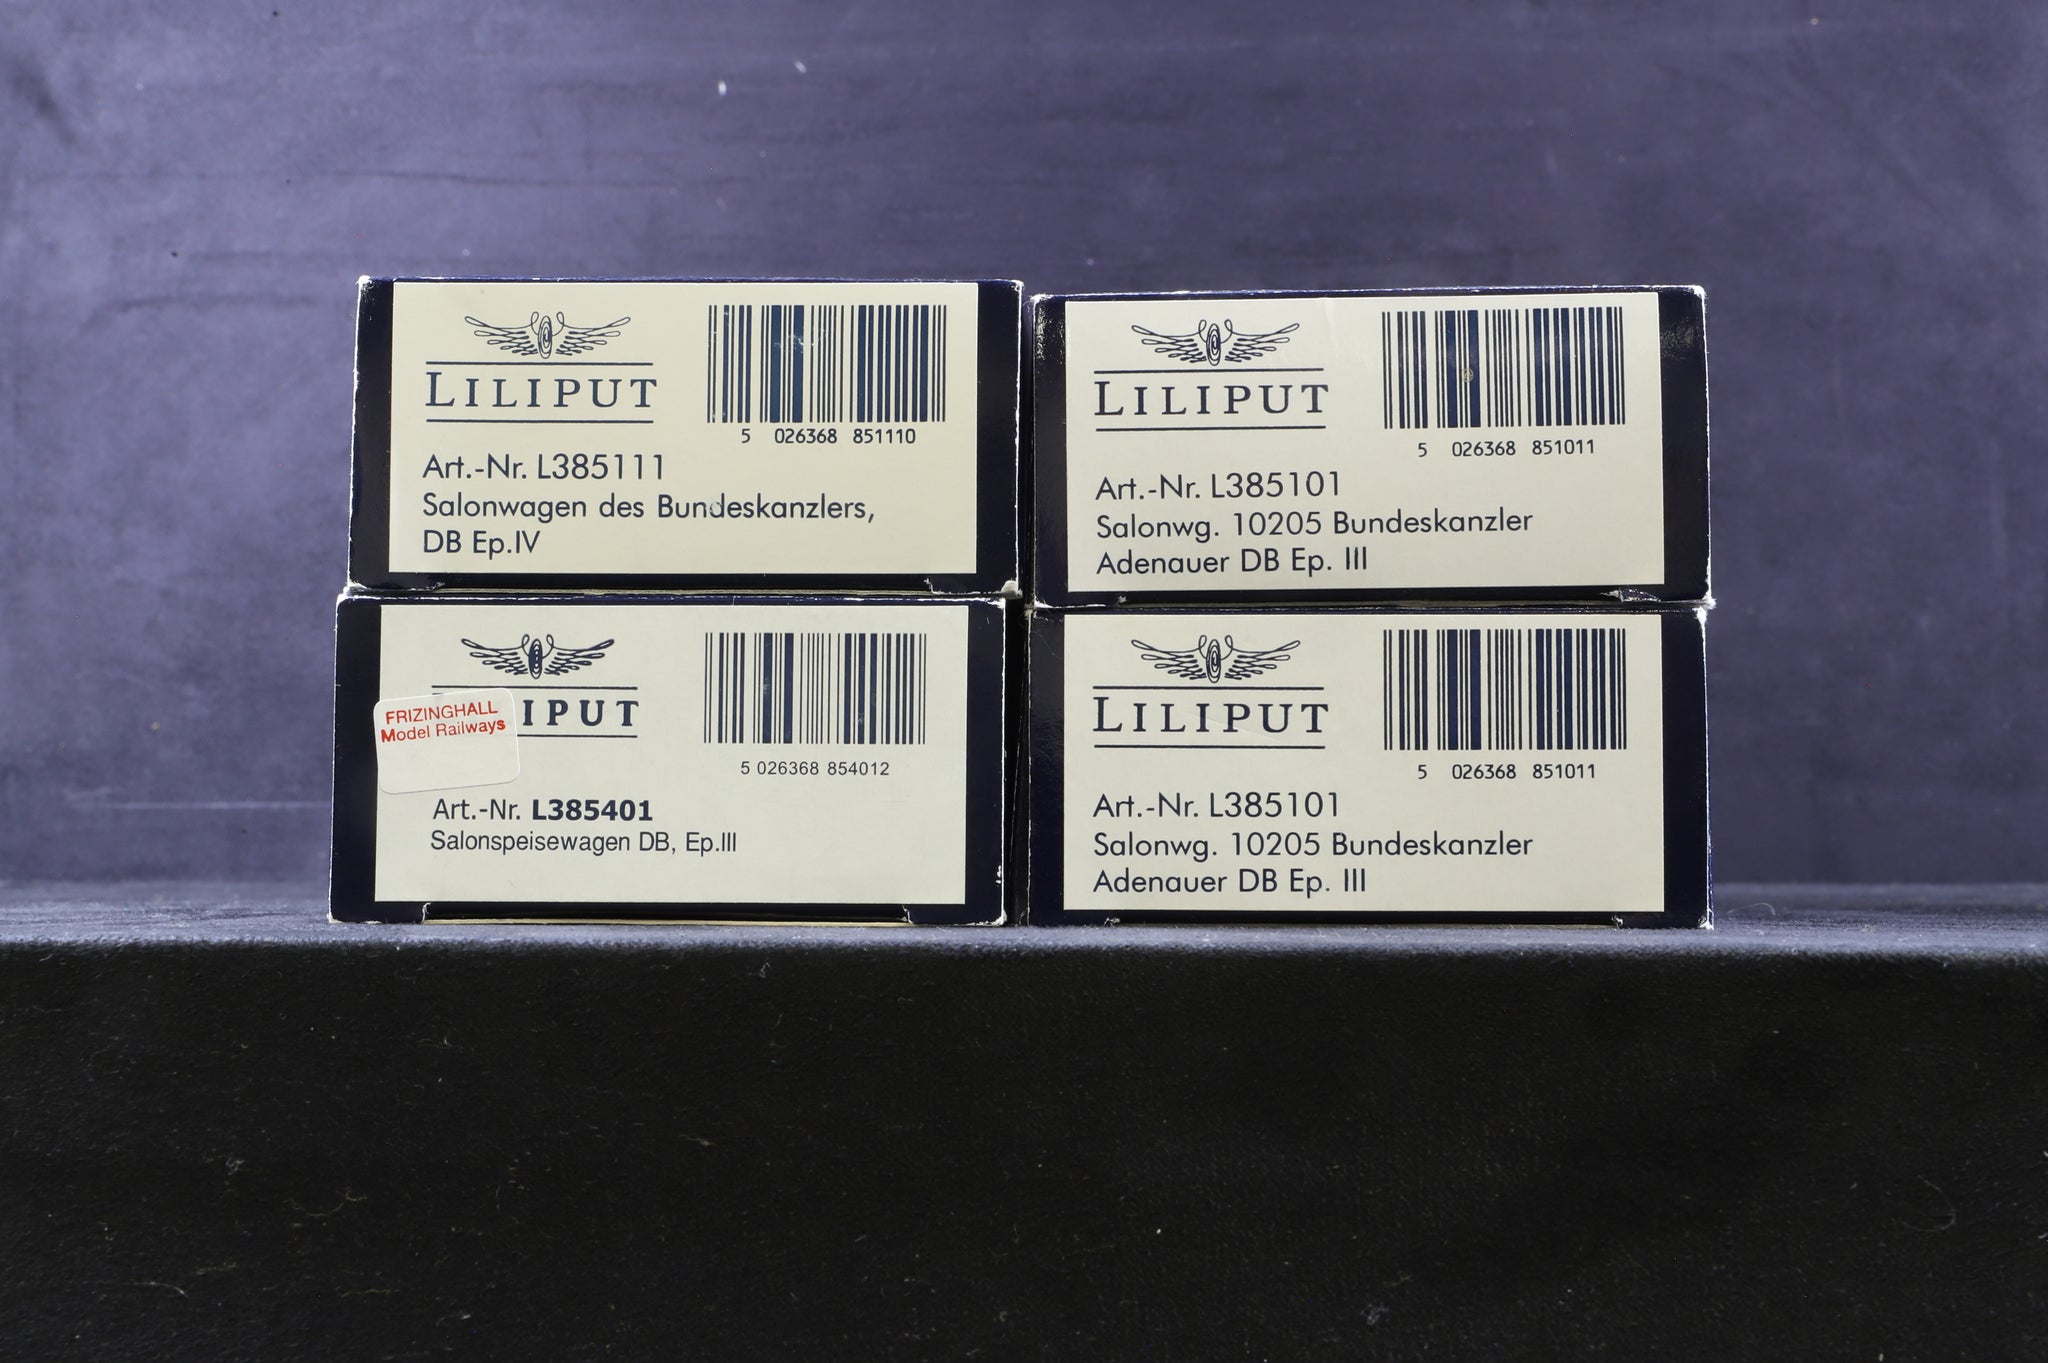 LILIPUT
5 026368 851110
Art.-Nr. L385111
Salonwagen des Bundeskanzlers,
DB Ep.IV
LILIPUT
5 026368 851011
Art.-Nr. L385101
Salonwg. 10205 Bundeskanzler
Adenauer DB Ep. III
FRIZINGHALL
Model Railways
IPUT
5 026368 854012
Art.-Nr. L385401
Salonspeisewagen DB, Ep.III
LILIPUT
5 026368 851011
Art.-Nr. L385101
Salonwg. 10205 Bundeskanzler
Adenauer DB Ep. III